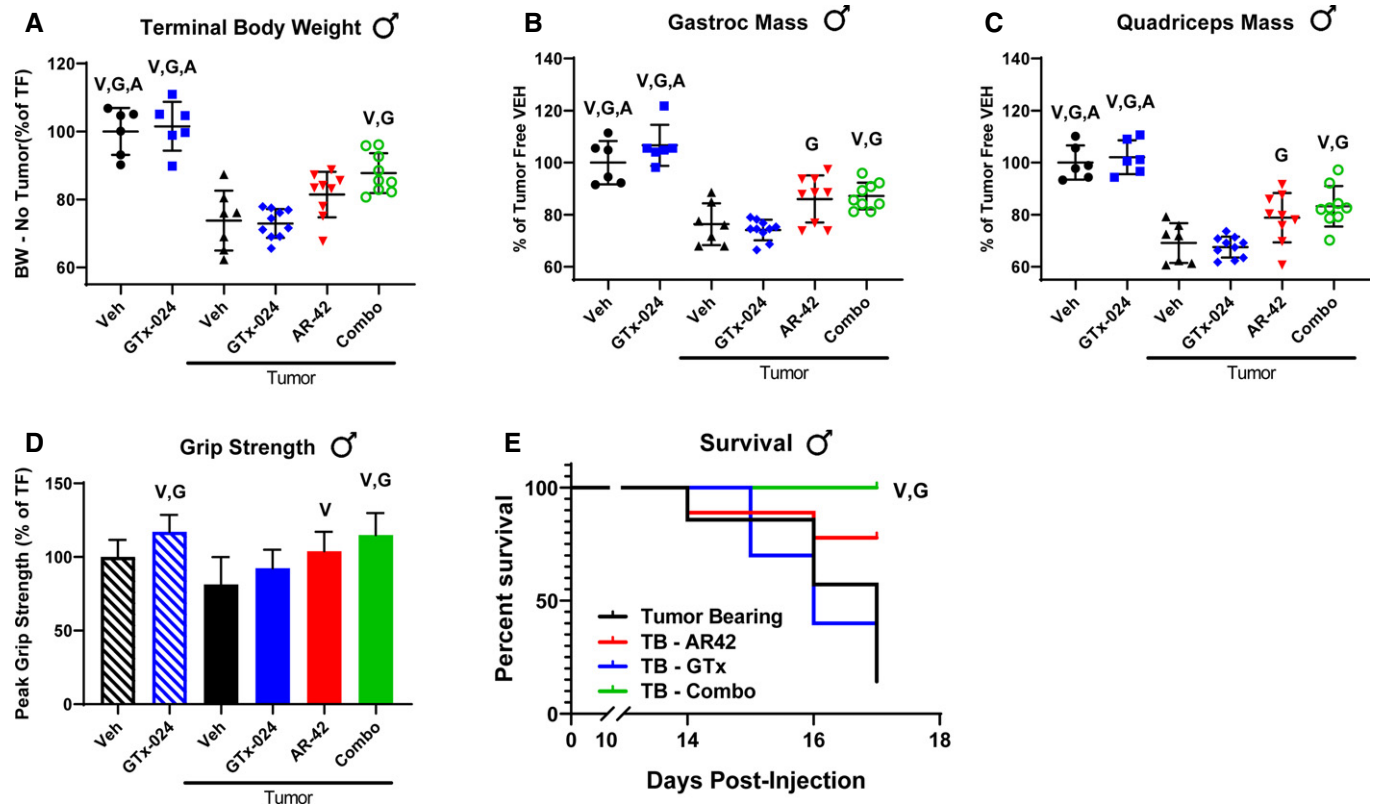 A
Terminal Body Weight ♂
BW - No Tumor(% of TF)
120
100
80
60
V,G,A
V,G,A
V,G
Veh
GTx-024
Veh
GTx-024
AR-42
Combo
Tumor
B
Gastroc Mass ♂
% of Tumor Free VEH
140
120
100
80
60
V,G,A
V,G,A
G
V,G
Veh
GTx-024
Veh
GTx-024
AR-42
Combo
Tumor
C
Quadriceps Mass ♂
% of Tumor Free VEH
140
120
100
80
60
V,G,A
V,G,A
G
V,G
Veh
GTx-024
Veh
GTx-024
AR-42
Combo
Tumor
D
Grip Strength ♂
Peak Grip Strength (% of TF)
150
100
50
0
V,G
V
V,G
Veh
GTx-024
Veh
GTx-024
AR-42
Combo
Tumor
E
Survival ♂
Percent survival
100
50
0
V,G
Tumor Bearing
TB - AR42
TB - GTx
TB - Combo
0 10 14 16 18
Days Post-Injection